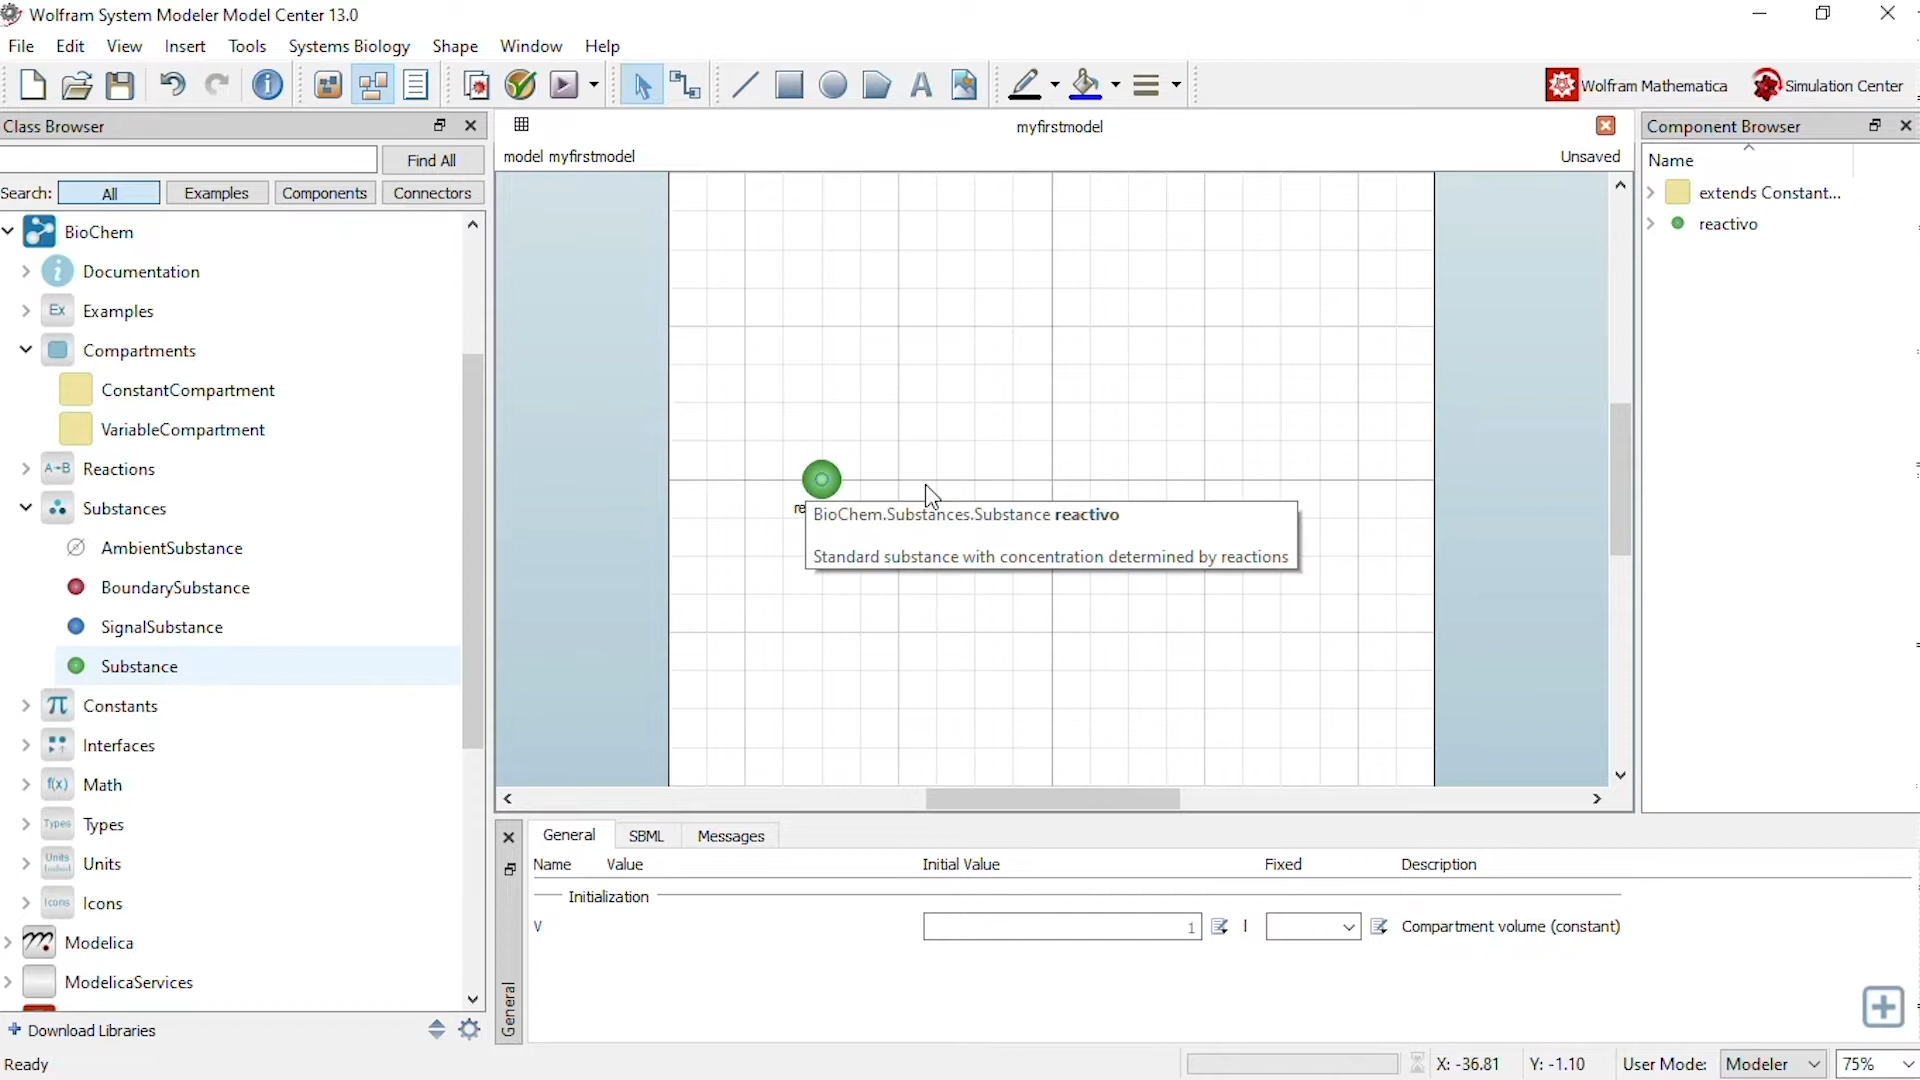 Wolfram System Modeler Model Center 13.0
File Edit View Insert Tools Systems Biology Shape Window Help
Wolfram Mathematica Simulation Center
Class Browser
Find All
Search: All Examples Components Connectors
BioChem
Documentation
Ex Examples
Compartments
ConstantCompartment
VariableCompartment
A→B Reactions
Substances
AmbientSubstance
BoundarySubstance
SignalSubstance
Substance
π Constants
Interfaces
f(x) Math
Types Types
Units Units
Icons Icons
Modelica
ModelicaServices
+ Download Libraries
Ready
myfirstmodel
model myfirstmodel Unsaved
re
BioChem.Substances.Substance reactivo
Standard substance with concentration determined by reactions
Component Browser
Name
extends Constant...
reactivo
General SBML Messages
Name Value Initial Value Fixed Description
Initialization
V 1 l Compartment volume (constant)
General
X: -36.81 Y: -1.10 User Mode: Modeler 75%